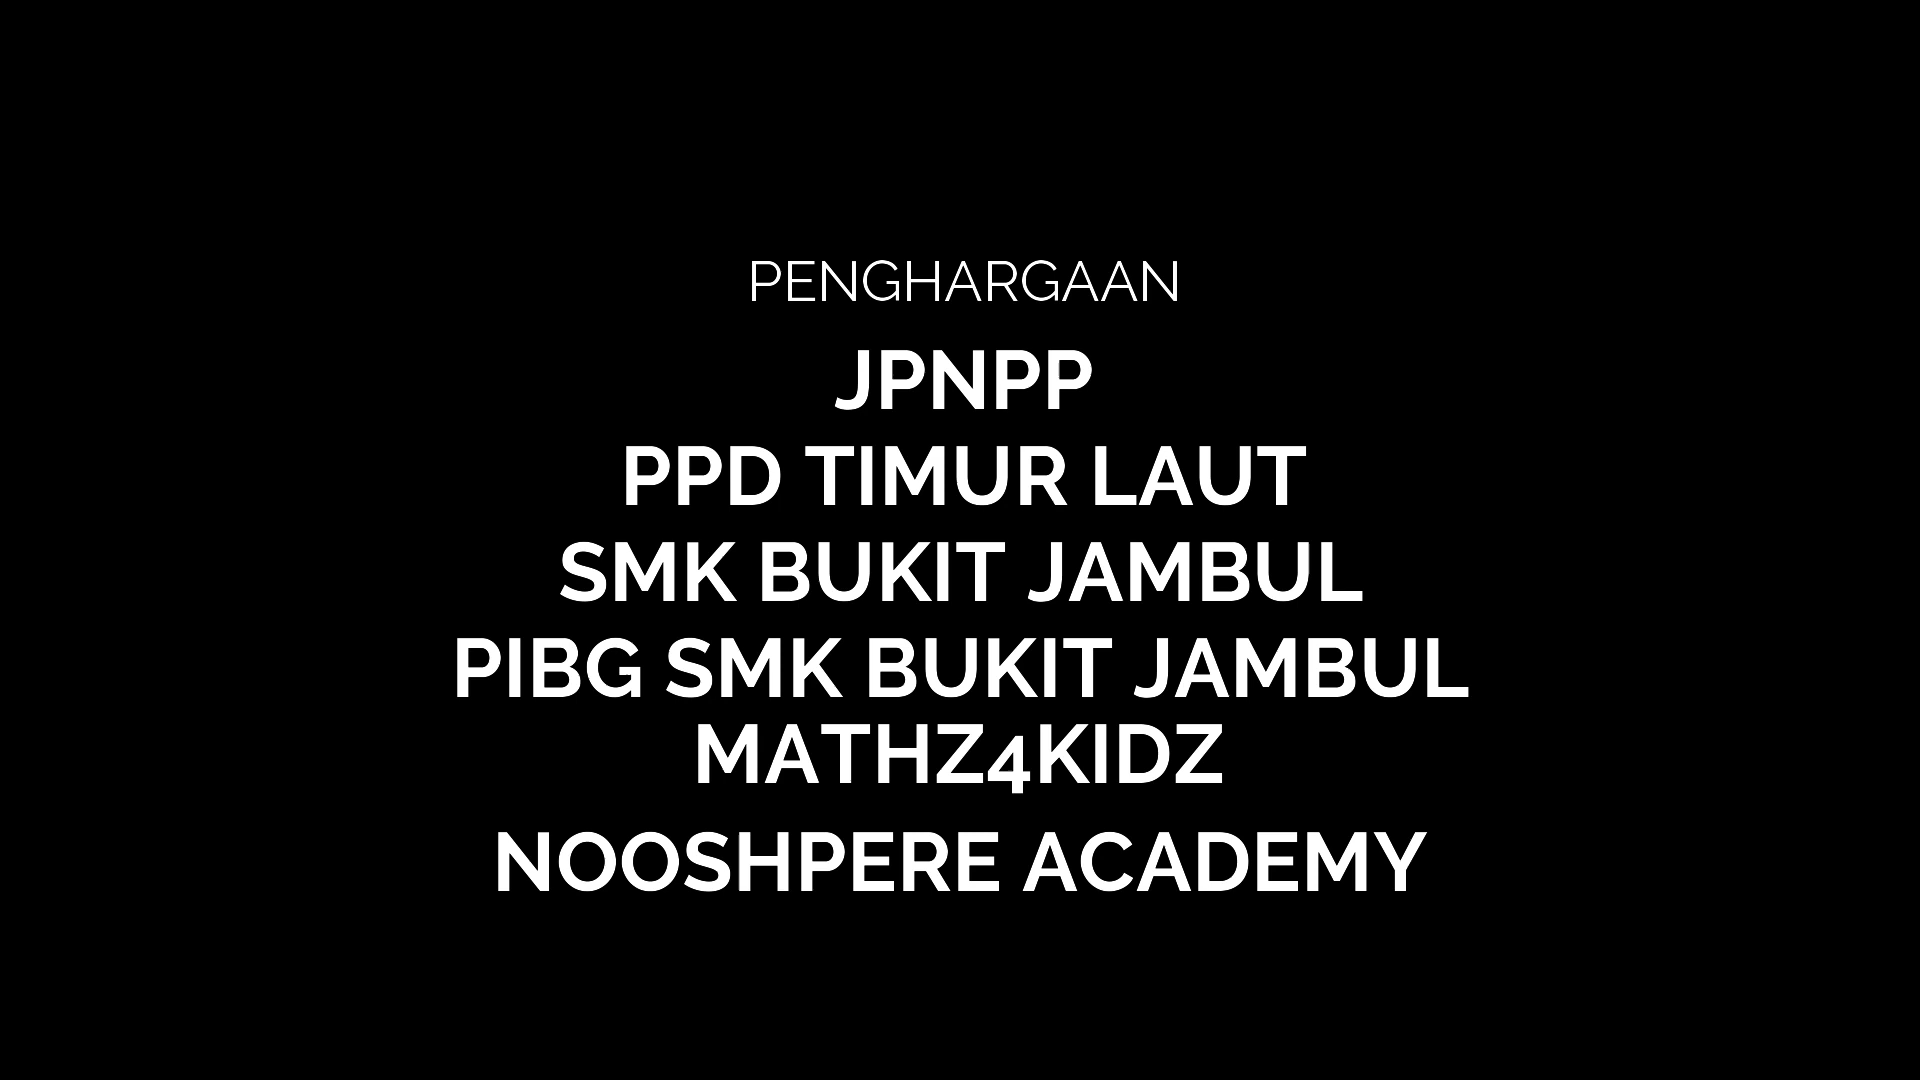 PENGHARGAAN
JPNPP
PPD TIMUR LAUT
SMK BUKIT JAMBUL
PIBG SMK BUKIT JAMBUL
MATHZ4KIDZ
NOOSHPERE ACADEMY